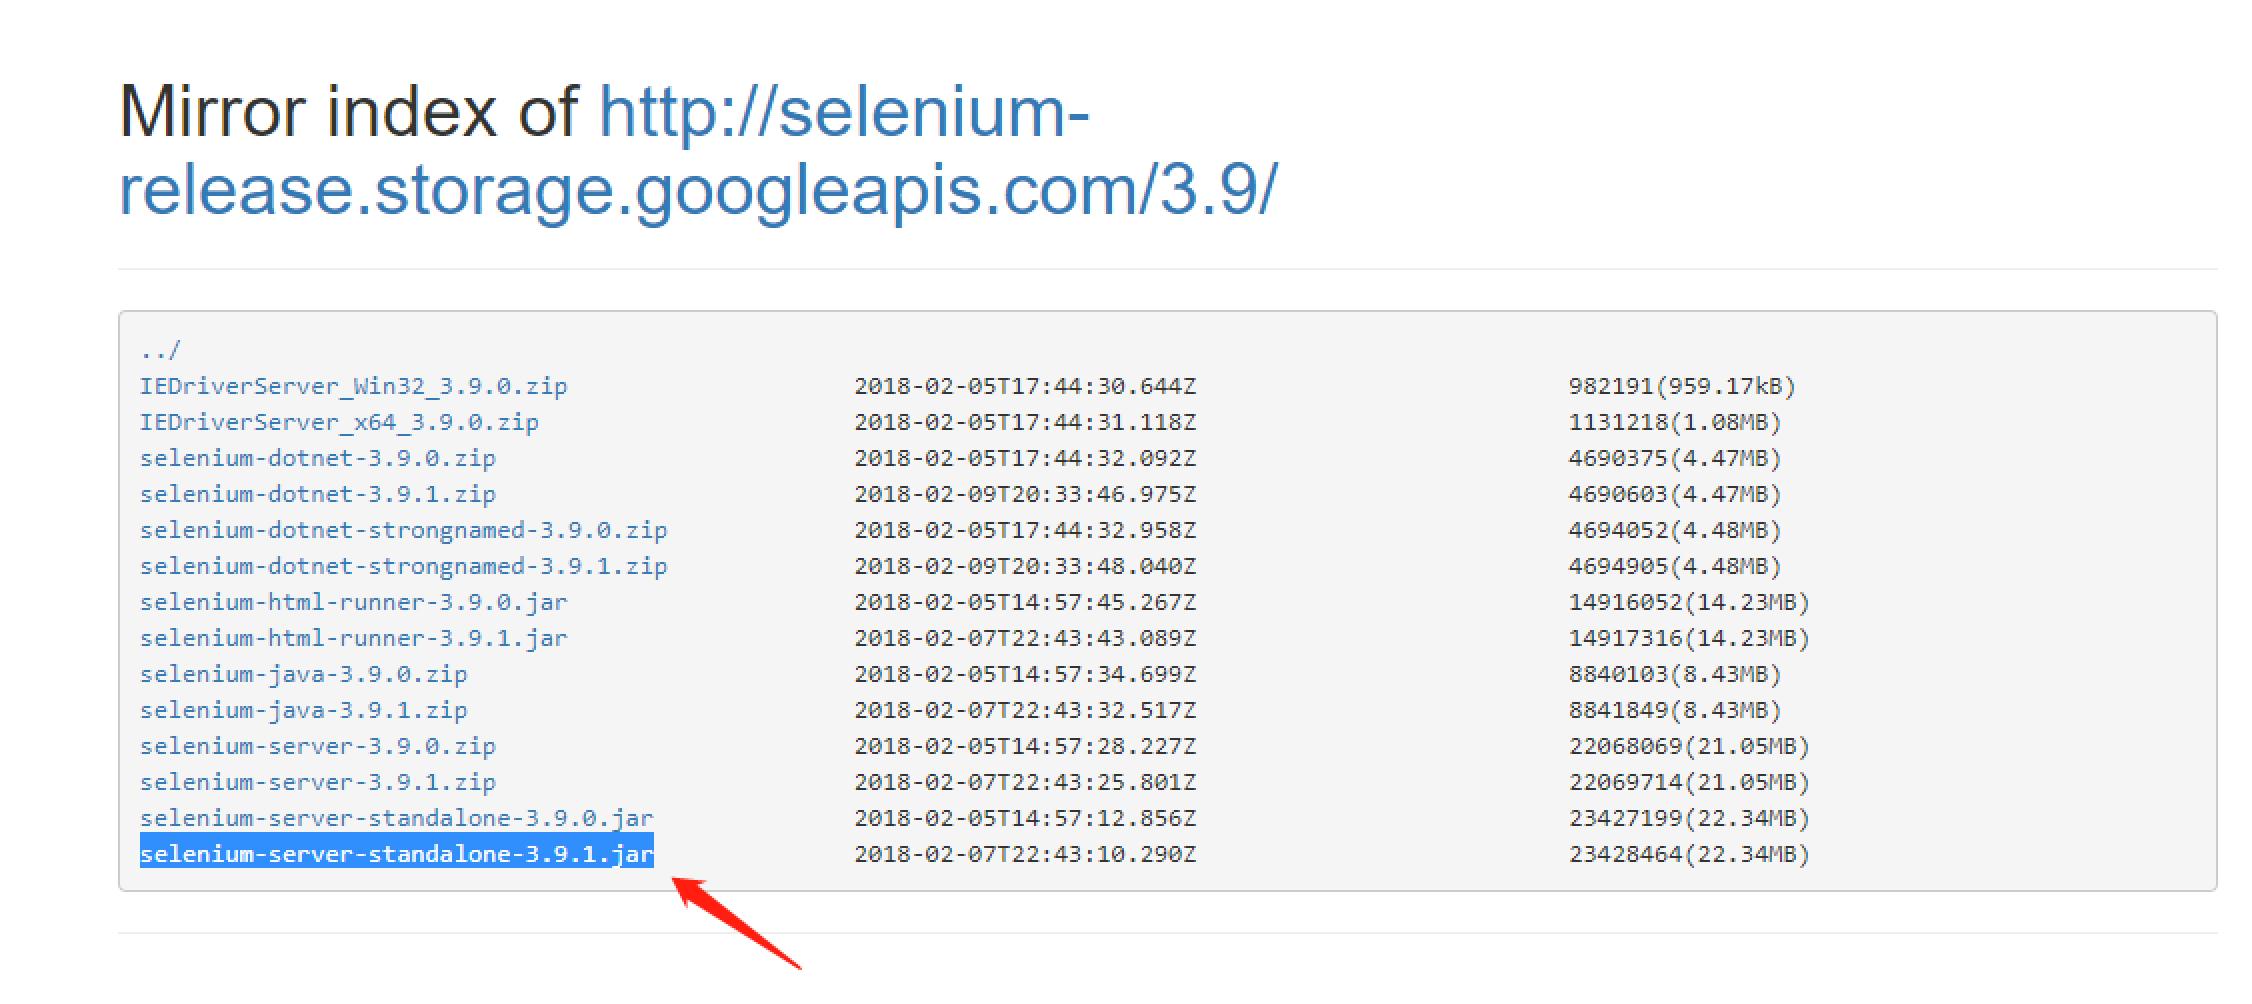 Mirror index of http://selenium-
release.storage.googleapis.com/3.9/
../
IEDriverServer_Win32_3.9.0.zip 2018-02-05T17:44:30.644Z 982191(959.17kB)
IEDriverServer_x64_3.9.0.zip 2018-02-05T17:44:31.118Z 1131218(1.08MB)
selenium-dotnet-3.9.0.zip 2018-02-05T17:44:32.092Z 4690375(4.47MB)
selenium-dotnet-3.9.1.zip 2018-02-09T20:33:46.975Z 4690603(4.47MB)
selenium-dotnet-strongnamed-3.9.0.zip 2018-02-05T17:44:32.958Z 4694052(4.48MB)
selenium-dotnet-strongnamed-3.9.1.zip 2018-02-09T20:33:48.040Z 4694905(4.48MB)
selenium-html-runner-3.9.0.jar 2018-02-05T14:57:45.267Z 14916052(14.23MB)
selenium-html-runner-3.9.1.jar 2018-02-07T22:43:43.089Z 14917316(14.23MB)
selenium-java-3.9.0.zip 2018-02-05T14:57:34.699Z 8840103(8.43MB)
selenium-java-3.9.1.zip 2018-02-07T22:43:32.517Z 8841849(8.43MB)
selenium-server-3.9.0.zip 2018-02-05T14:57:28.227Z 22068069(21.05MB)
selenium-server-3.9.1.zip 2018-02-07T22:43:25.801Z 22069714(21.05MB)
selenium-server-standalone-3.9.0.jar 2018-02-05T14:57:12.856Z 23427199(22.34MB)
selenium-server-standalone-3.9.1.jar 2018-02-07T22:43:10.290Z 23428464(22.34MB)